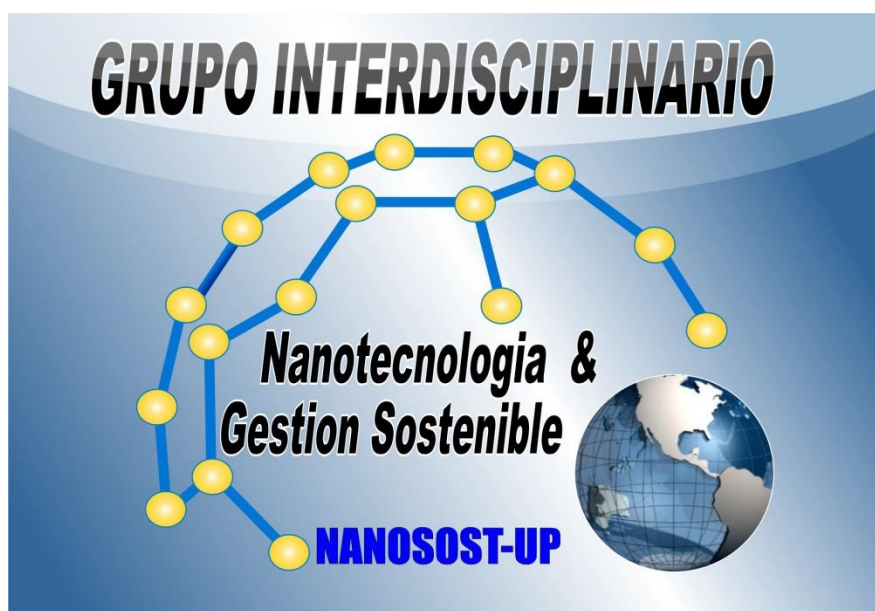 GRUPO INTERDISCIPLINARIO
Nanotecnologia &
Gestion Sostenible
NANOSOST-UP